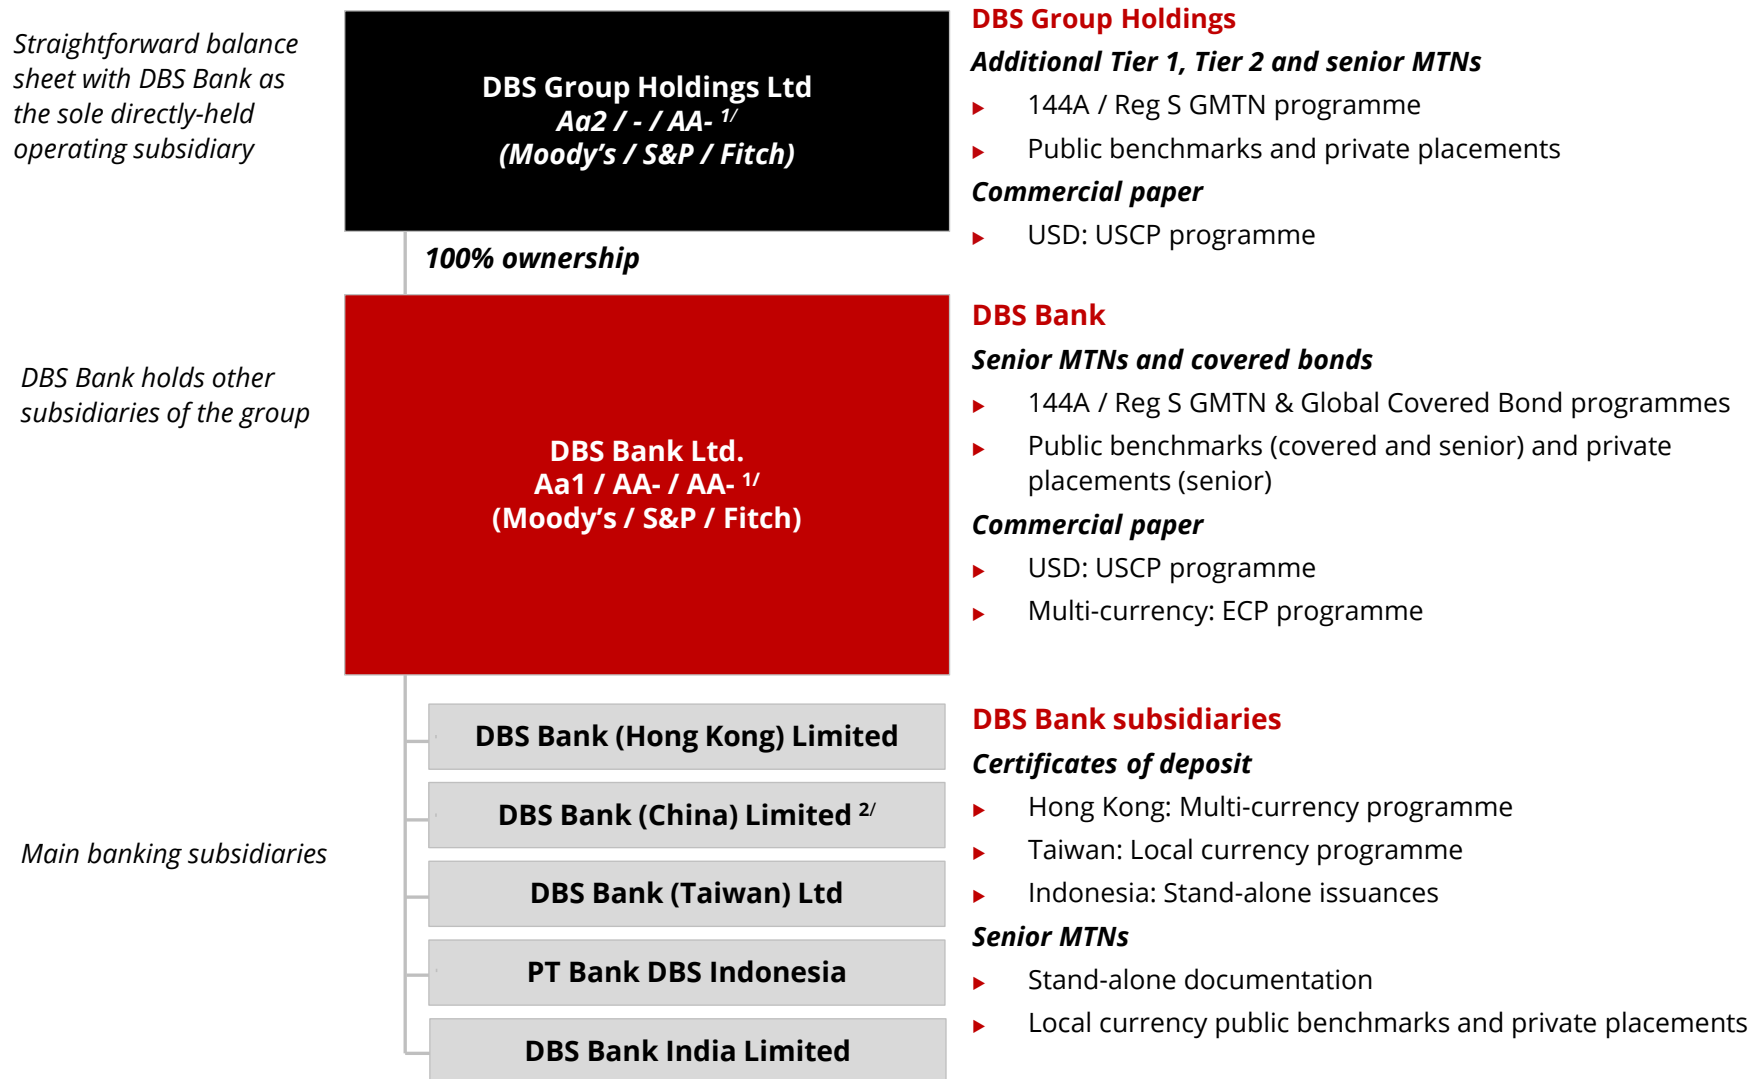 Straightforward balance
sheet with DBS Bank as
the sole directly-held
operating subsidiary
DBS Group Holdings Ltd
Aa2 / - / AA- 1/
(Moody's / S&P / Fitch)
100% ownership
DBS Group Holdings
Additional Tier 1, Tier 2 and senior MTNs
► 144A / Reg S GMTN programme
► Public benchmarks and private placements
Commercial paper
► USD: USCP programme
DBS Bank holds other
subsidiaries of the group
DBS Bank Ltd.
Aa1 / AA- / AA- 1/
(Moody's / S&P / Fitch)
DBS Bank
Senior MTNs and covered bonds
► 144A / Reg S GMTN & Global Covered Bond programmes
► Public benchmarks (covered and senior) and private
placements (senior)
Commercial paper
► USD: USCP programme
► Multi-currency: ECP programme
Main banking subsidiaries
DBS Bank (Hong Kong) Limited
DBS Bank (China) Limited 2/
DBS Bank (Taiwan) Ltd
PT Bank DBS Indonesia
DBS Bank India Limited
DBS Bank subsidiaries
Certificates of deposit
► Hong Kong: Multi-currency programme
► Taiwan: Local currency programme
► Indonesia: Stand-alone issuances
Senior MTNs
► Stand-alone documentation
► Local currency public benchmarks and private placements